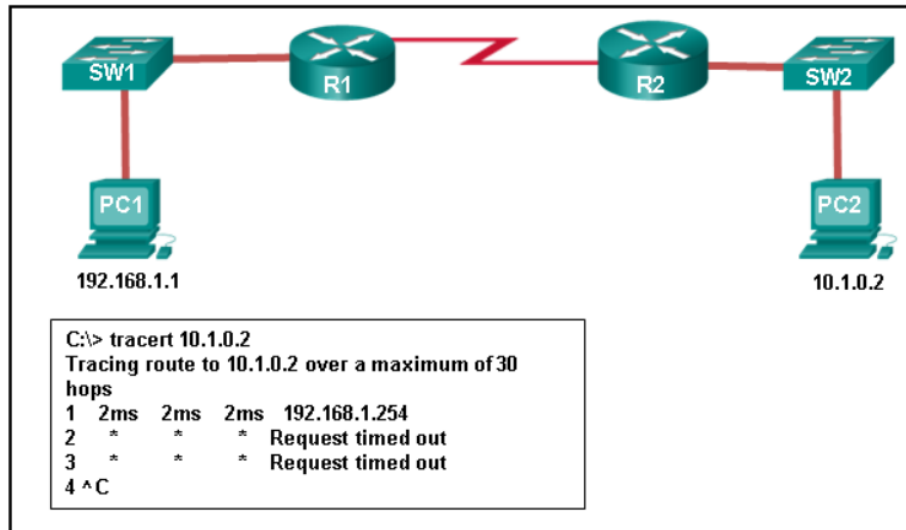 SW1
R1
R2
SW2
PC1
PC2
192.168.1.1
10.1.0.2
C:\> tracert 10.1.0.2
Tracing route to 10.1.0.2 over a maximum of 30
hops
1 2ms 2ms 2ms 192.168.1.254
2 * * * Request timed out
3 * * * Request timed out
4 ^C